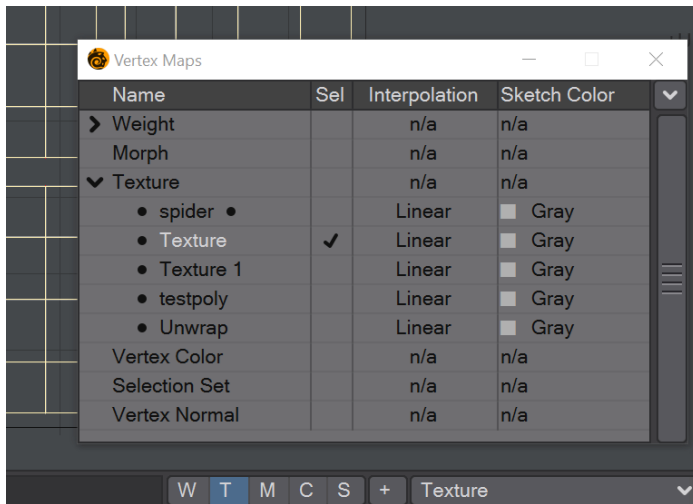 Vertex Maps
Name Sel Interpolation Sketch Color
Weight n/a n/a
Morph n/a n/a
Texture n/a n/a
spider Linear Gray
Texture Linear Gray
Texture 1 Linear Gray
testpoly Linear Gray
Unwrap Linear Gray
Vertex Color n/a n/a
Selection Set n/a n/a
Vertex Normal n/a n/a
W T M C S + Texture